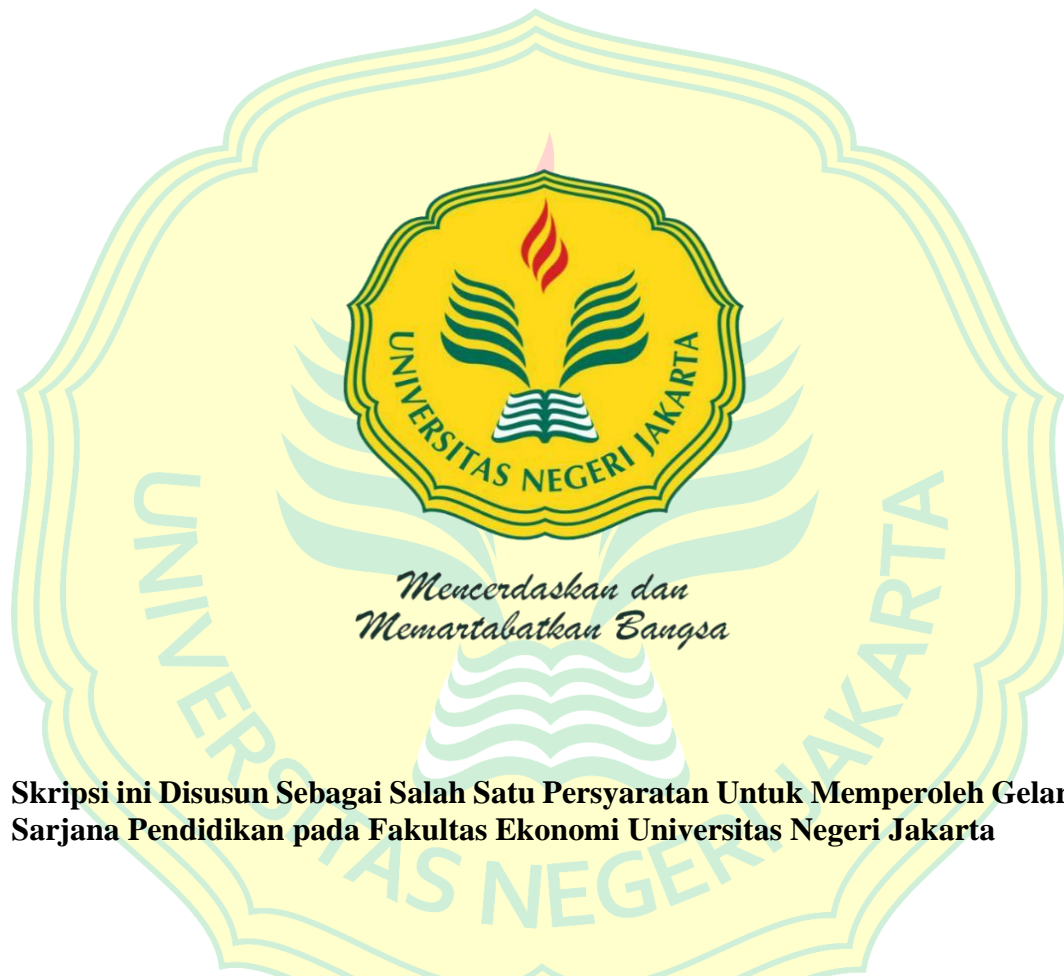 UNIVERSITAS NEGERI JAKARTA
Mencerdaskan dan
Memartabatkan Bangsa
Skripsi ini Disusun Sebagai Salah Satu Persyaratan Untuk Memperoleh Gelar
Sarjana Pendidikan pada Fakultas Ekonomi Universitas Negeri Jakarta
UNIVERSITAS NEGERI JAKARTA